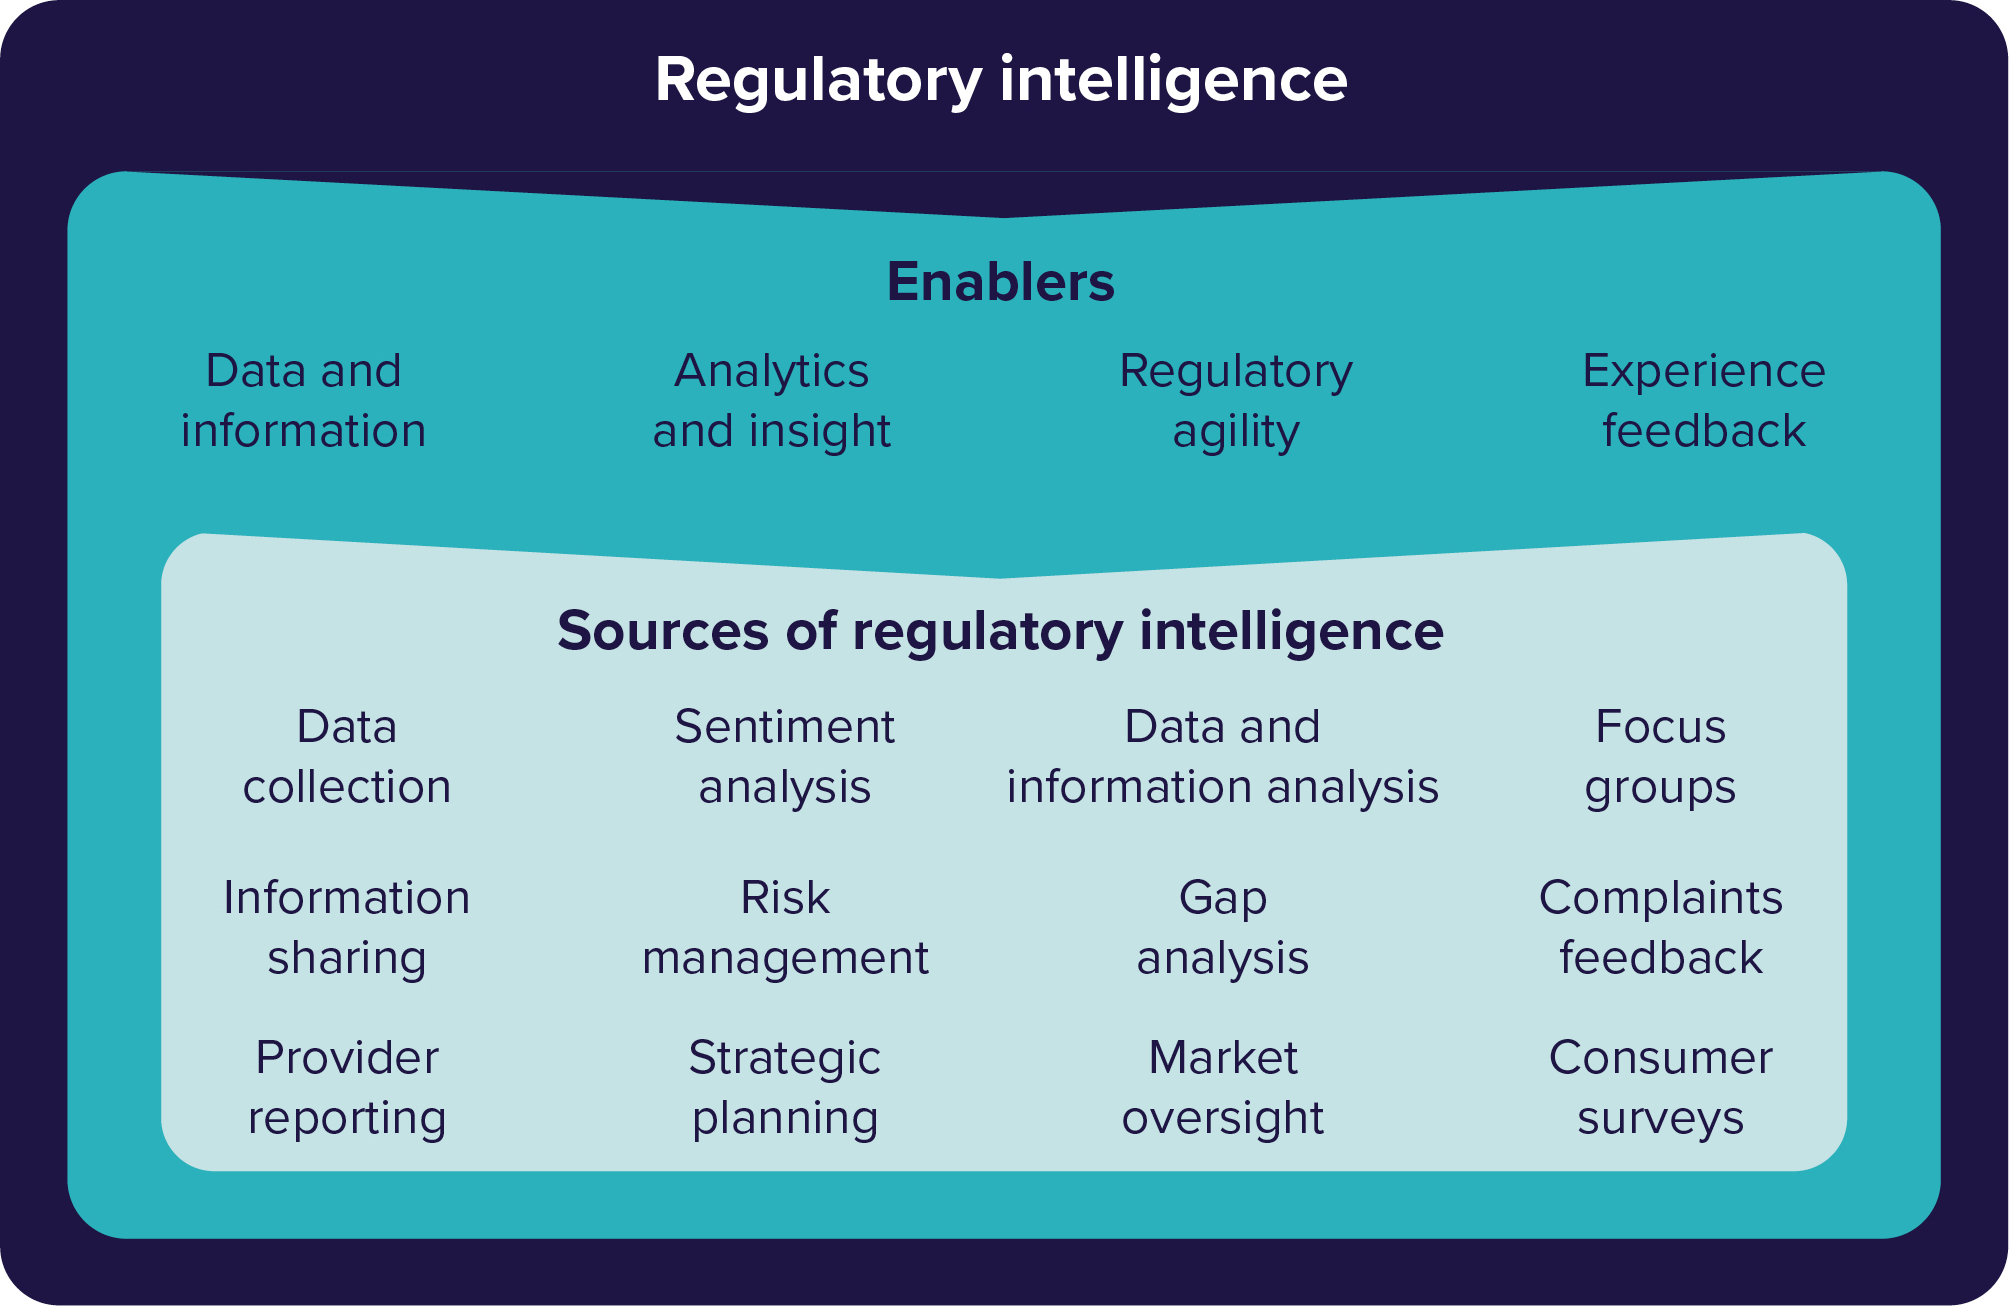 Regulatory intelligence
Enablers
Data and
information
Analytics
and insight
Regulatory
agility
Experience
feedback
Sources of regulatory intelligence
Data
collection
Sentiment
analysis
Data and
information analysis
Focus
groups
Information
sharing
Risk
management
Gap
analysis
Complaints
feedback
Provider
reporting
Strategic
planning
Market
oversight
Consumer
surveys